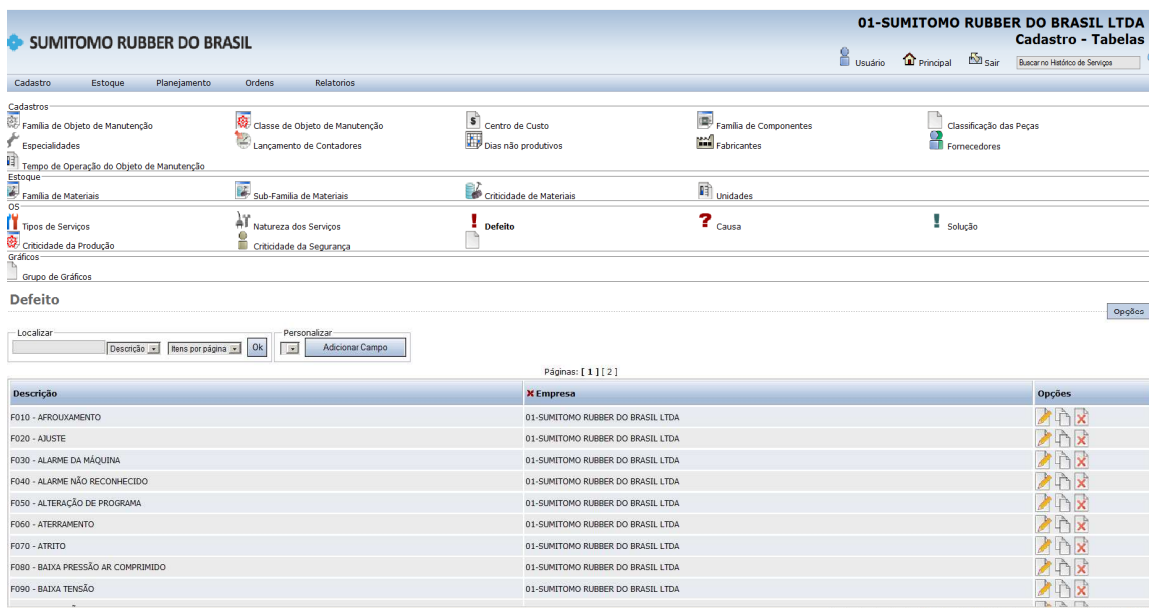 01-SUMITOMO RUBBER DO BRASIL LTDA
SUMITOMO RUBBER DO BRASIL
Cadastro - Tabelas
Usuário Principal Sair Buscar no Histórico de Serviços
Cadastro Estoque Planejamento Ordens Relatorios
Cadastros
Família de Objeto de Manutenção Classe de Objeto de Manutenção Centro de Custo Família de Componentes Classificação das Peças
Especialidades Lançamento de Contadores Dias não produtivos Fabricantes Fornecedores
Tempo de Operação do Objeto de Manutenção
Estoque
Família de Materiais Sub-Familia de Materiais Criticidade de Materiais Unidades
OS
Tipos de Serviços Natureza dos Serviços Defeito Causa Solução
Criticidade da Produção Criticidade da Segurança
Gráficos
Grupo de Gráficos
Defeito
Opções
Localizar Personalizar
Descrição Itens por página Ok Adicionar Campo
Páginas: [ 1 ] [ 2 ]
Descrição Empresa Opções
F010 - AFROUXAMENTO 01-SUMITOMO RUBBER DO BRASIL LTDA
F020 - AJUSTE 01-SUMITOMO RUBBER DO BRASIL LTDA
F030 - ALARME DA MÁQUINA 01-SUMITOMO RUBBER DO BRASIL LTDA
F040 - ALARME NÃO RECONHECIDO 01-SUMITOMO RUBBER DO BRASIL LTDA
F050 - ALTERAÇÃO DE PROGRAMA 01-SUMITOMO RUBBER DO BRASIL LTDA
F060 - ATERRAMENTO 01-SUMITOMO RUBBER DO BRASIL LTDA
F070 - ATRITO 01-SUMITOMO RUBBER DO BRASIL LTDA
F080 - BAIXA PRESSÃO AR COMPRIMIDO 01-SUMITOMO RUBBER DO BRASIL LTDA
F090 - BAIXA TENSÃO 01-SUMITOMO RUBBER DO BRASIL LTDA